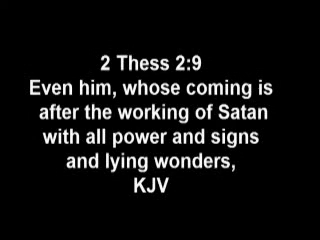 2 Thess 2:9
Even him, whose coming is
after the working of Satan
with all power and signs
and lying wonders,
KJV